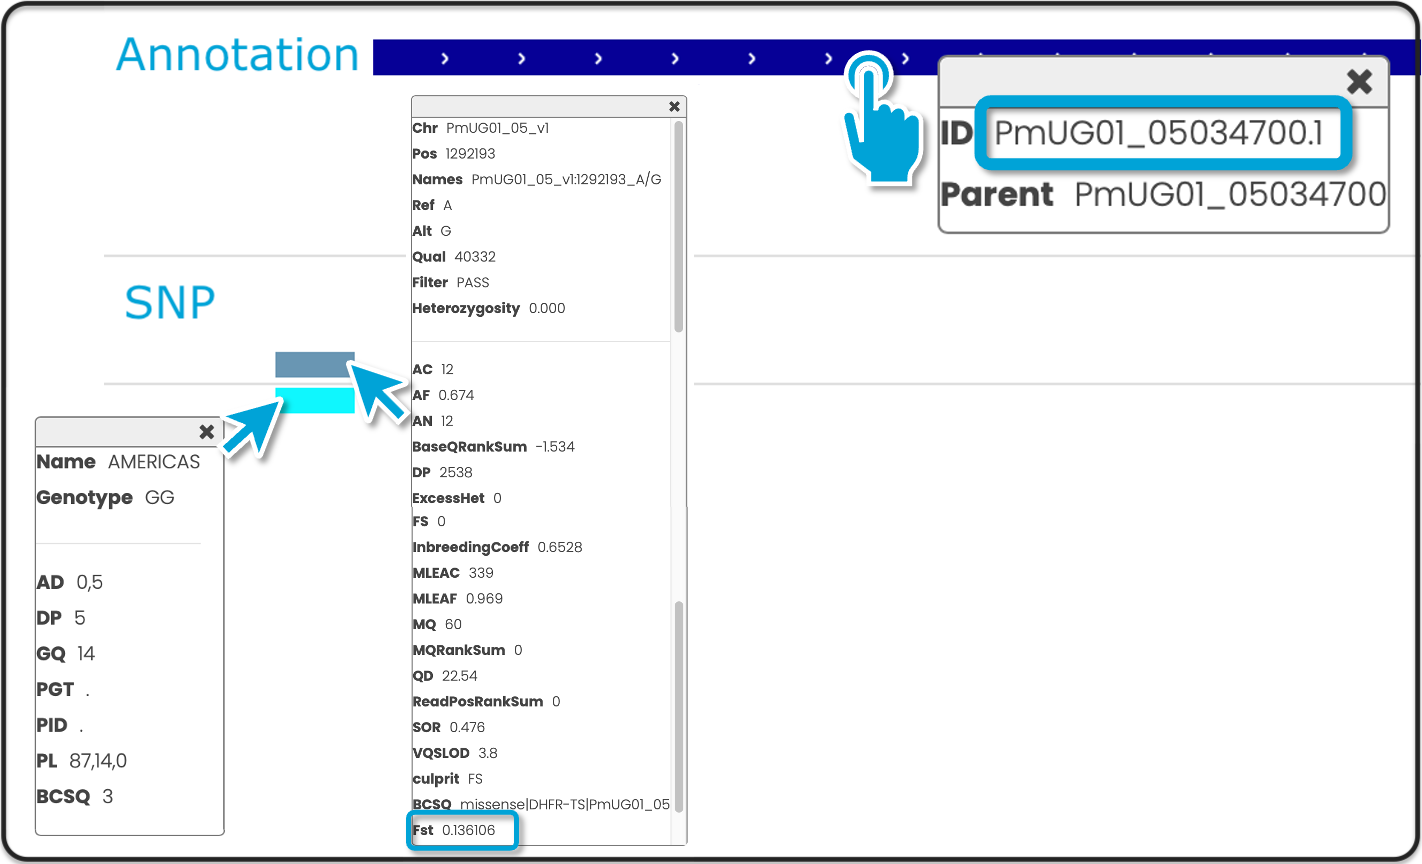 Annotation
ID PmUG01_05034700.1
Parent PmUG01_05034700
Chr PmUG01_05_v1
Pos 1292193
Names PmUG01_05_v1:1292193_A/G
Ref A
Alt G
Qual 40332
Filter PASS
Heterozygosity 0.000
AC 12
AF 0.674
AN 12
BaseQRankSum -1.534
DP 2538
ExcessHet 0
FS 0
InbreedingCoeff 0.6528
MLEAC 339
MLEAF 0.969
MQ 60
MQRankSum 0
QD 22.54
ReadPosRankSum 0
SOR 0.476
VQSLOD 3.8
culprit FS
BCSQ missense|DHFR-TS|PmUG01_05
Fst 0.136106
SNP
Name AMERICAS
Genotype GG
AD 0,5
DP 5
GQ 14
PGT .
PID .
PL 87,14,0
BCSQ 3